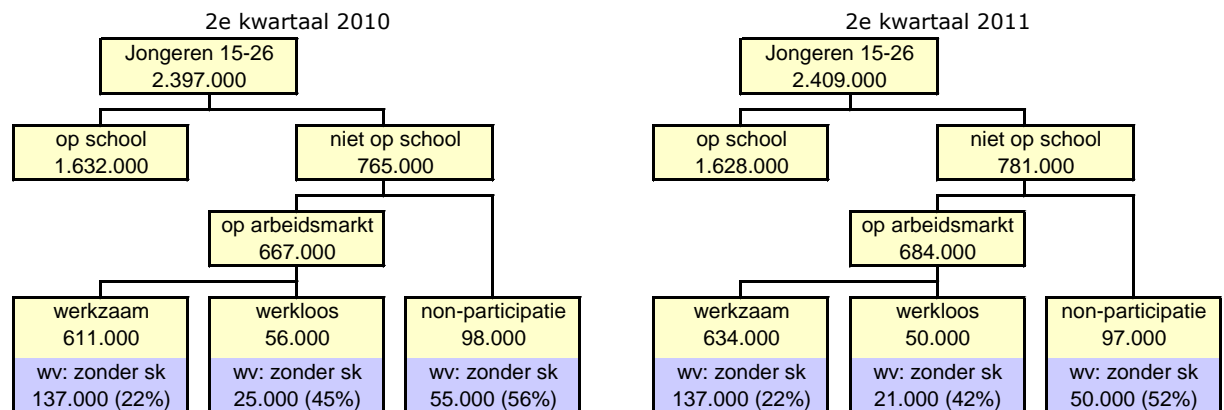 2e kwartaal 2010
Jongeren 15-26
2.397.000
op school
1.632.000
niet op school
765.000
op arbeidsmarkt
667.000
werkzaam
611.000
wv: zonder sk
137.000 (22%)
werkloos
56.000
wv: zonder sk
25.000 (45%)
non-participatie
98.000
wv: zonder sk
55.000 (56%)
2e kwartaal 2011
Jongeren 15-26
2.409.000
op school
1.628.000
niet op school
781.000
op arbeidsmarkt
684.000
werkzaam
634.000
wv: zonder sk
137.000 (22%)
werkloos
50.000
wv: zonder sk
21.000 (42%)
non-participatie
97.000
wv: zonder sk
50.000 (52%)